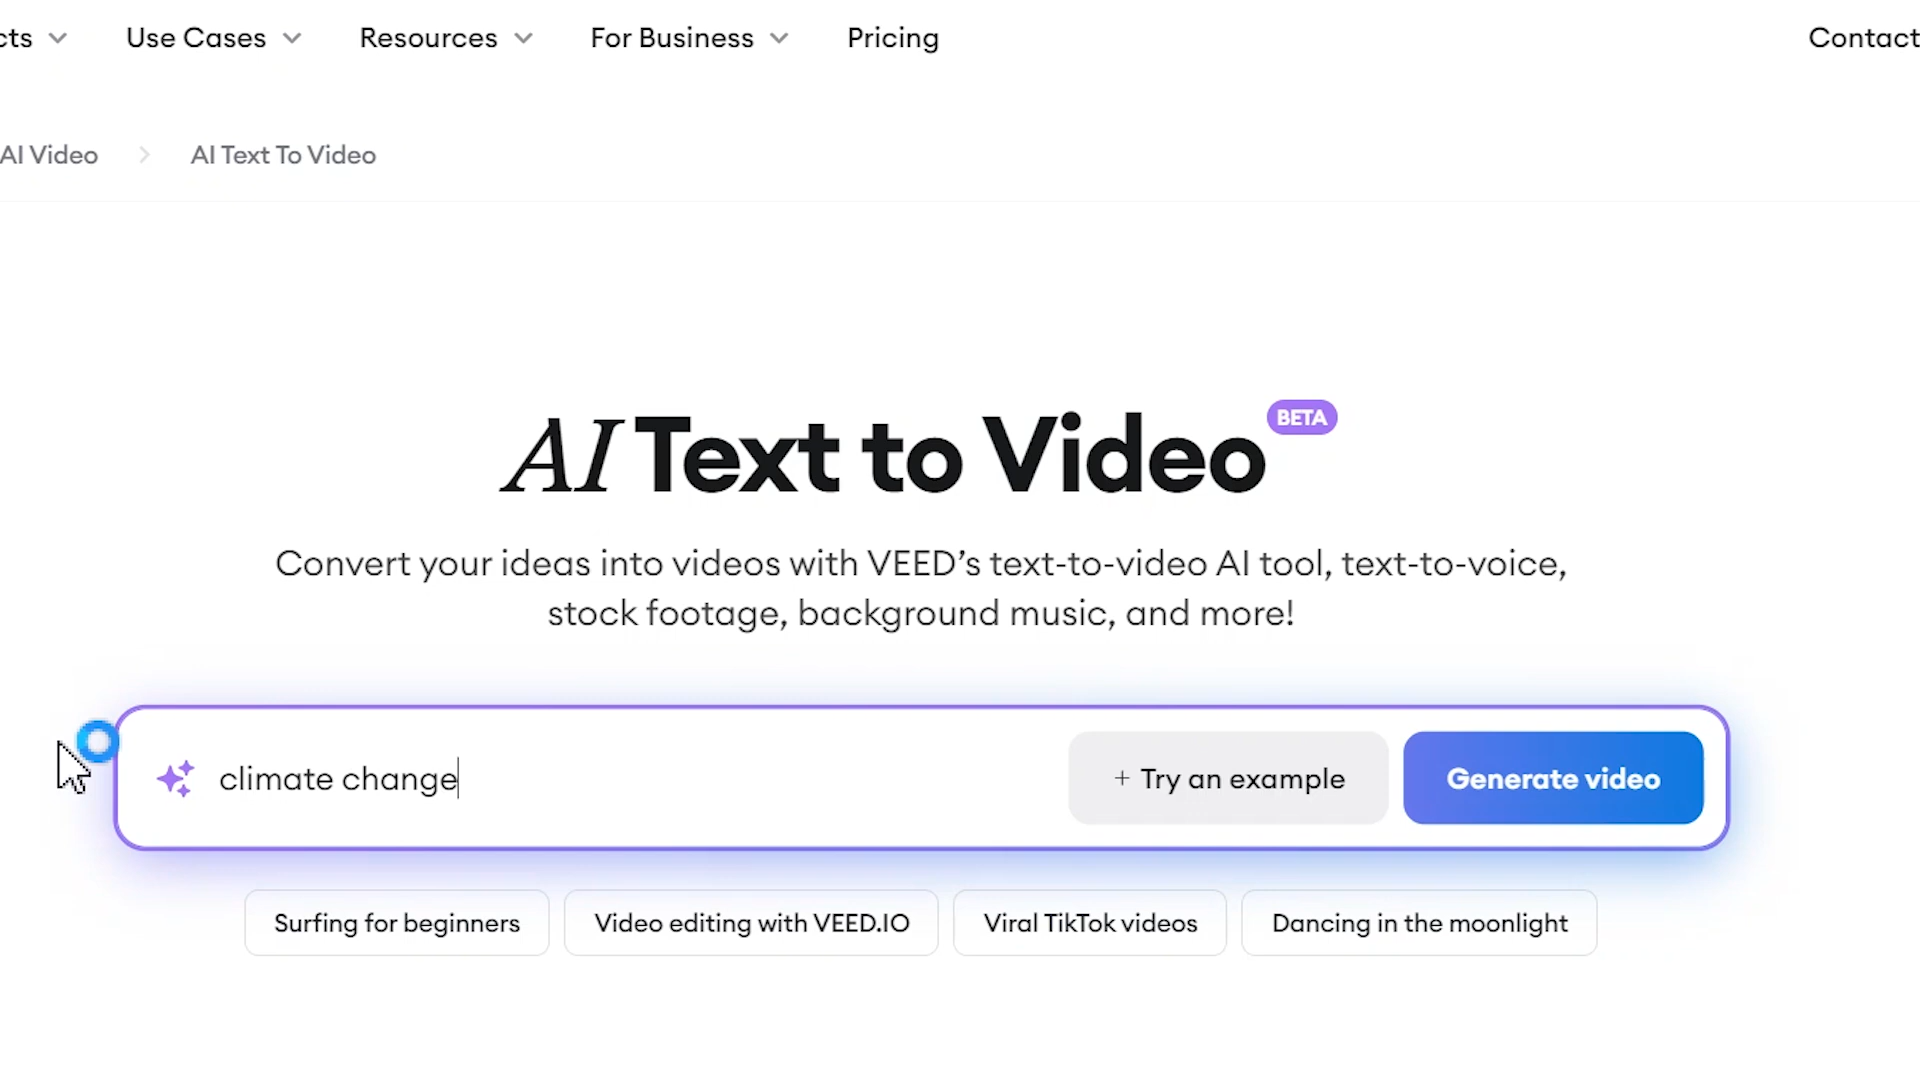 cts Use Cases Resources For Business Pricing Contact
AI Video AI Text To Video
AI Text to Video BETA
Convert your ideas into videos with VEED’s text-to-video AI tool, text-to-voice,
stock footage, background music, and more!
climate change + Try an example Generate video
Surfing for beginners Video editing with VEED.IO Viral TikTok videos Dancing in the moonlight